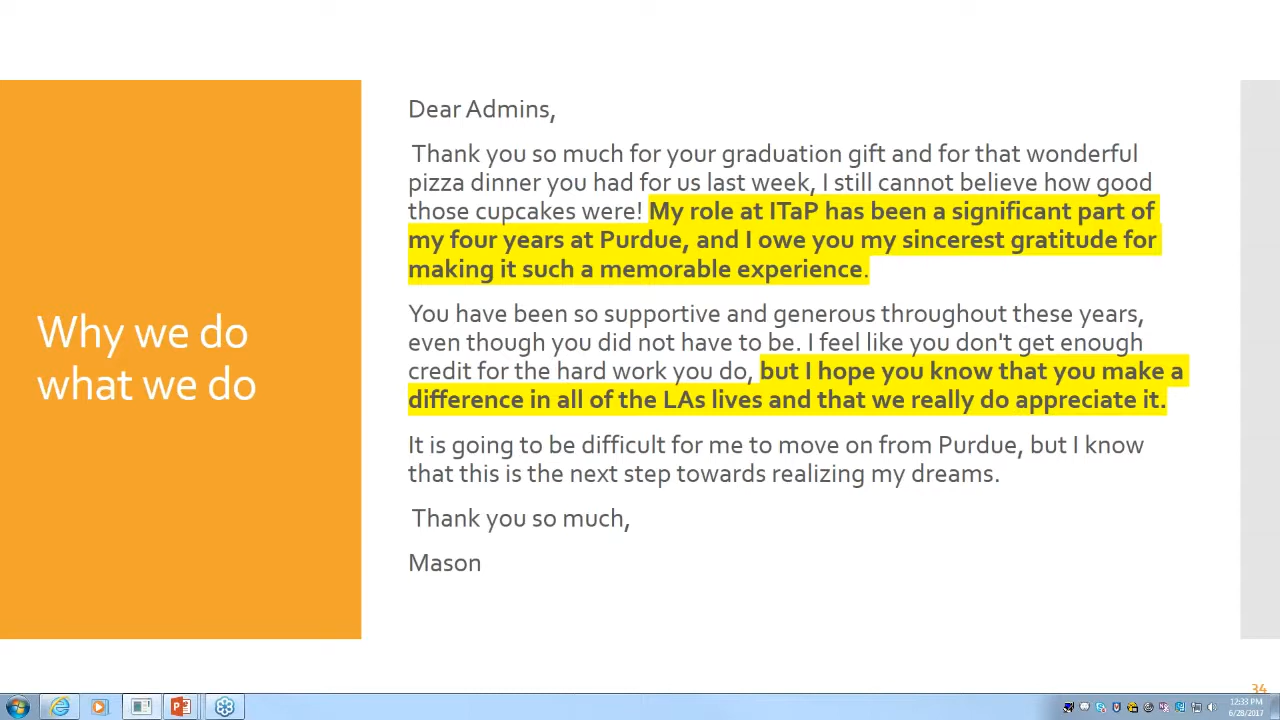 Why we do
what we do
Dear Admins,
Thank you so much for your graduation gift and for that wonderful
pizza dinner you had for us last week, I still cannot believe how good
those cupcakes were! My role at ITaP has been a significant part of
my four years at Purdue, and I owe you my sincerest gratitude for
making it such a memorable experience.
You have been so supportive and generous throughout these years,
even though you did not have to be. I feel like you don't get enough
credit for the hard work you do, but I hope you know that you make a
difference in all of the LAs lives and that we really do appreciate it.
It is going to be difficult for me to move on from Purdue, but I know
that this is the next step towards realizing my dreams.
Thank you so much,
Mason
34
12:33 PM
6/28/2017